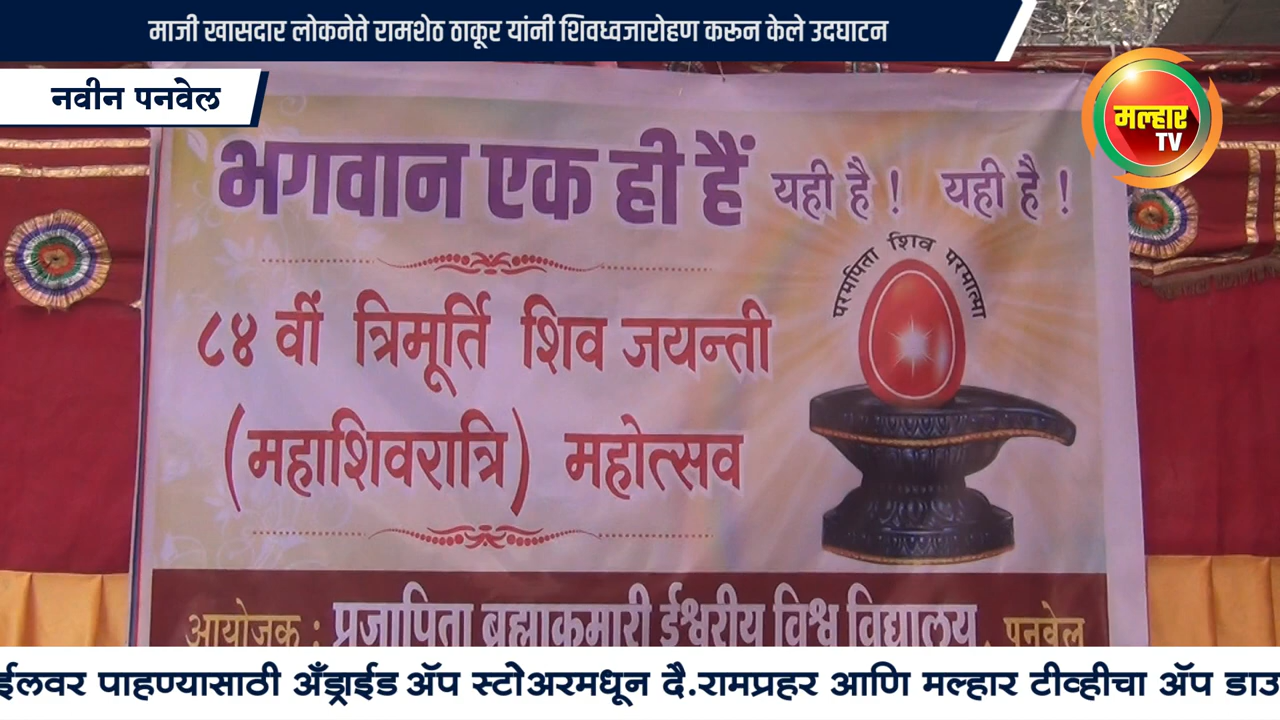 माजी खासदार लोकनेते रामशेठ ठाकूर यांनी शिवध्वजारोहण करून केले उदघाटन
नवीन पनवेल
मल्हार
TV
भगवान एक ही हैं यही है ! यही है !
परमपिता शिव परमात्मा
८४ वीं त्रिमूर्ति शिव जयन्ती
(महाशिवरात्रि) महोत्सव
आयोजक : प्रजापिता ब्रह्माकुमारी ईश्वरीय विश्व विद्यालय, पनवेल
ईलवर पाहण्यासाठी अँड्राईड ॲप स्टोअरमधून दै.रामप्रहर आणि मल्हार टीव्हीचा ॲप डाउ